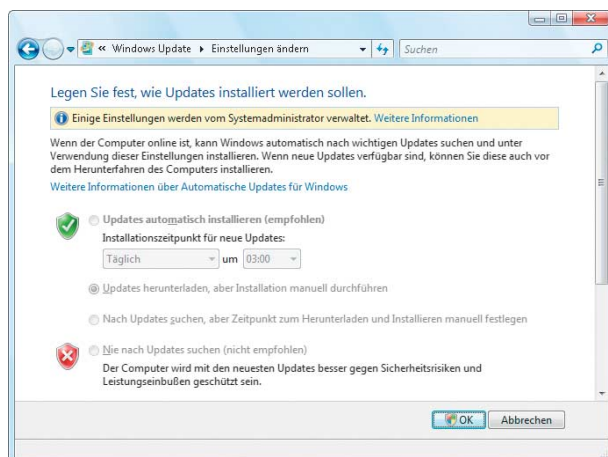 « Windows Update ▸ Einstellungen ändern
Suchen
Legen Sie fest, wie Updates installiert werden sollen.
Einige Einstellungen werden vom Systemadministrator verwaltet. Weitere Informationen
Wenn der Computer online ist, kann Windows automatisch nach wichtigen Updates suchen und unter
Verwendung dieser Einstellungen installieren. Wenn neue Updates verfügbar sind, können Sie diese auch vor
dem Herunterfahren des Computers installieren.
Weitere Informationen über Automatische Updates für Windows
Updates automatisch installieren (empfohlen)
Installationszeitpunkt für neue Updates:
Täglich um 03:00
Updates herunterladen, aber Installation manuell durchführen
Nach Updates suchen, aber Zeitpunkt zum Herunterladen und Installieren manuell festlegen
Nie nach Updates suchen (nicht empfohlen)
Der Computer wird mit den neuesten Updates besser gegen Sicherheitsrisiken und
Leistungseinbußen geschützt sein.
OK Abbrechen